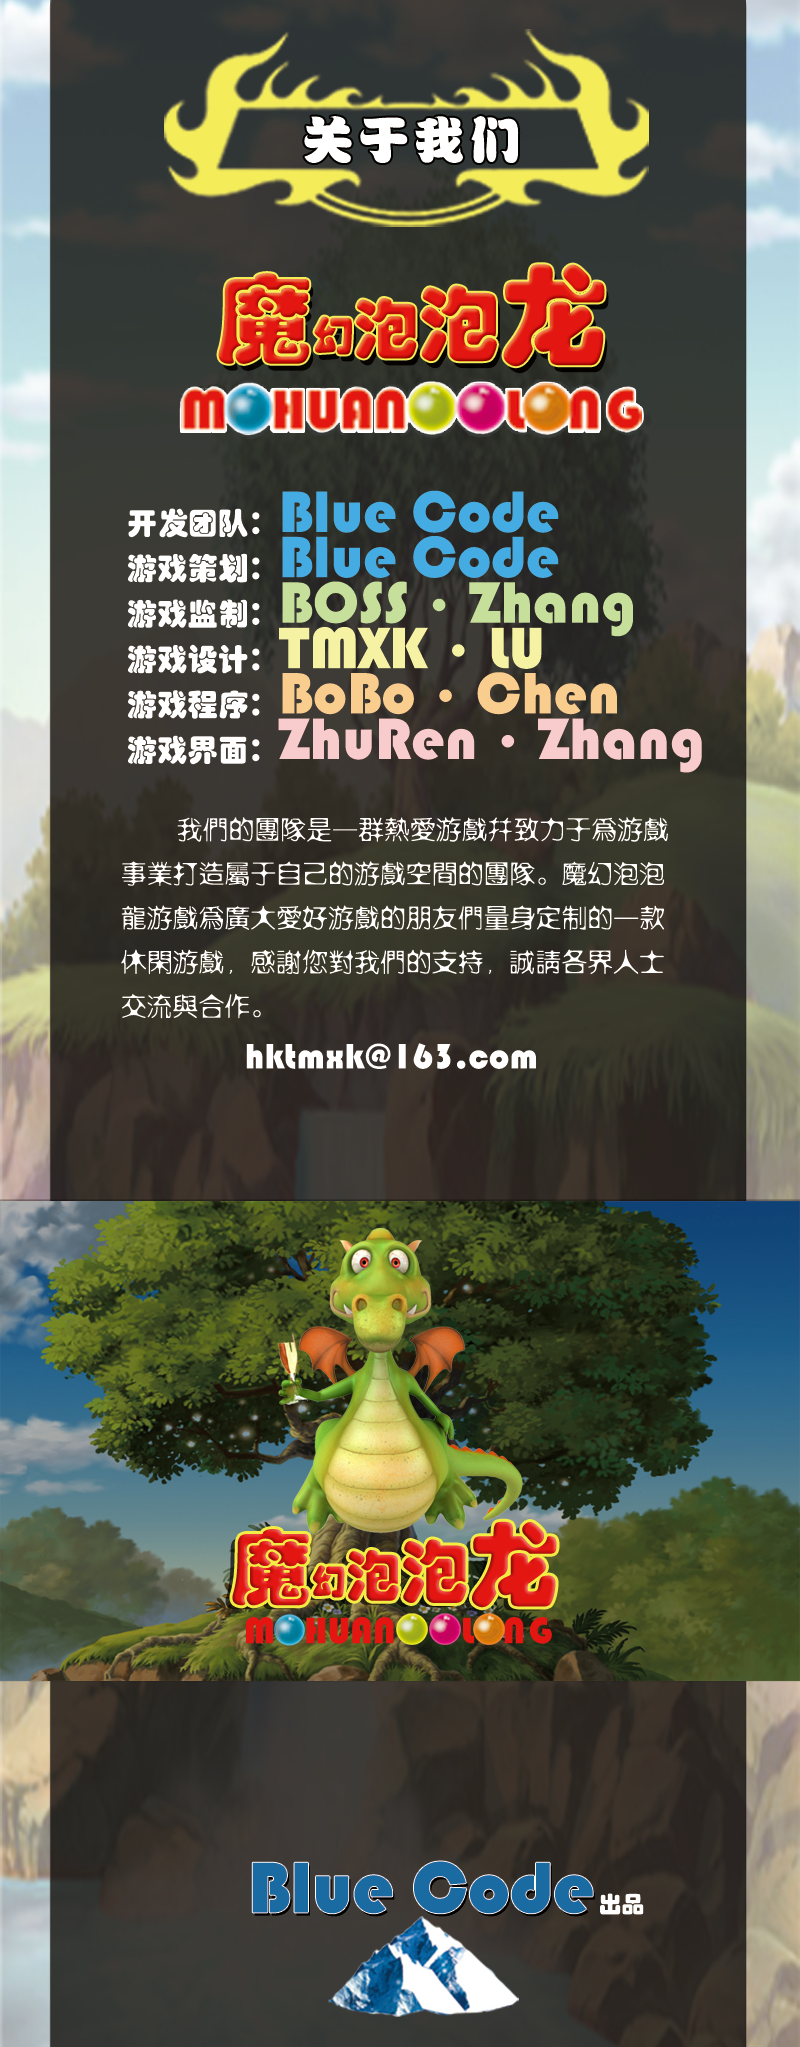 关于我们
魔幻泡泡龙
MOHUANOOLONG
开发团队：Blue Code
游戏策划：Blue Code
游戏监制：BOSS · Zhang
游戏设计：TMXK · LU
游戏程序：BoBo · Chen
游戏界面：ZhuRen · Zhang
我們的團隊是一群熱愛游戲幷致力于爲游戲
事業打造屬于自己的游戲空間的團隊。魔幻泡泡
龍游戲爲廣大愛好游戲的朋友們量身定制的一款
休閑游戲，感謝您對我們的支持，誠請各界人士
交流與合作。
hktmxk@163.com
魔幻泡泡龙
MOHUANOOLONG
Blue Code出品